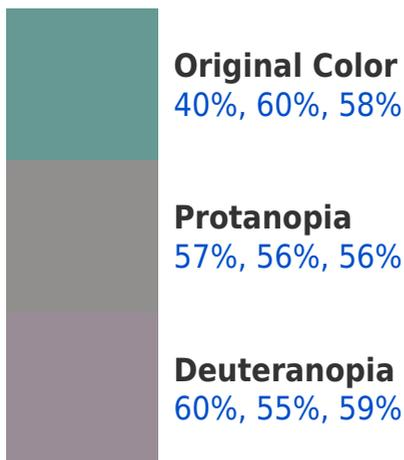 Original Color
40%, 60%, 58%
Protanopia
57%, 56%, 56%
Deuteranopia
60%, 55%, 59%